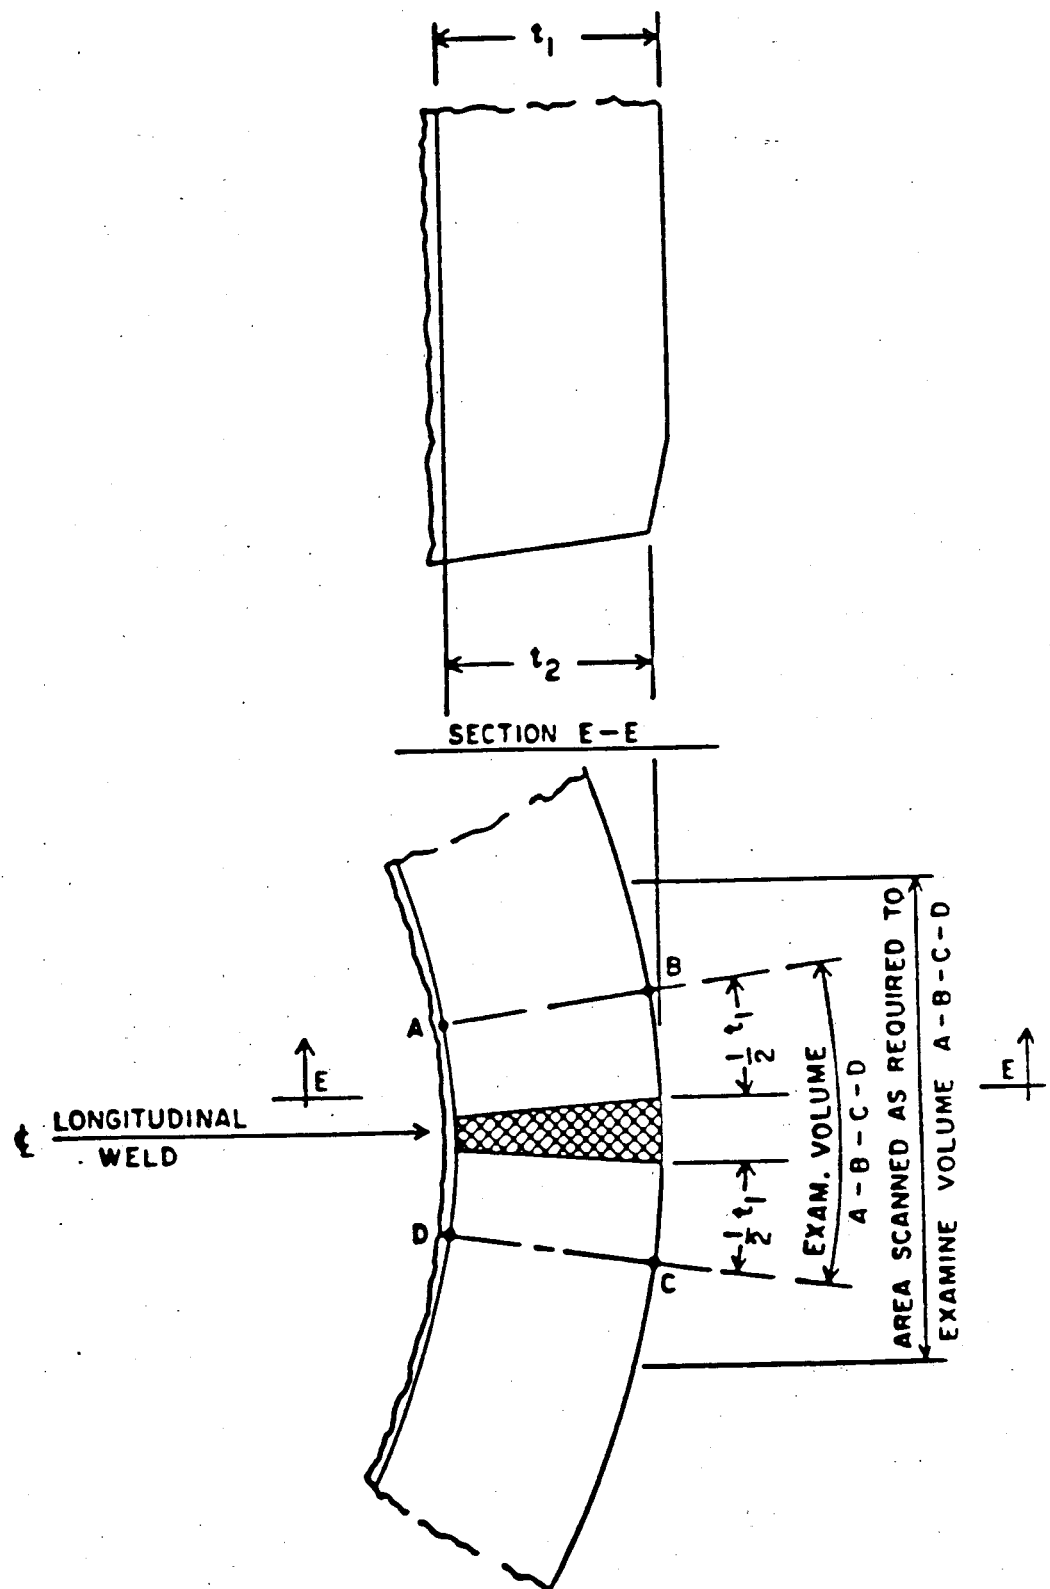 t1
t2
SECTION E-E
B
A
E
E
LONGITUDINAL
WELD
℄
D
C
1/2 t1
1/2 t1
EXAM. VOLUME
A-B-C-D
AREA SCANNED AS REQUIRED TO
EXAMINE VOLUME A-B-C-D